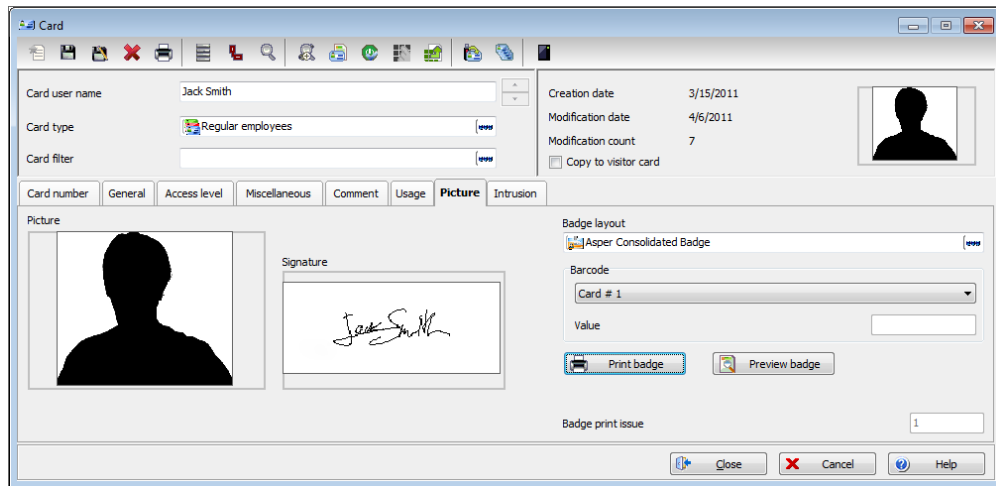 Card
Card user name Jack Smith
Creation date 3/15/2011
Modification date 4/6/2011
Card type Regular employees
Modification count 7
Copy to visitor card
Card filter
Card number General Access level Miscellaneous Comment Usage Picture Intrusion
Picture
Badge layout
Asper Consolidated Badge
Signature
Barcode
Card # 1
Jack Smith
Value
Print badge Preview badge
Badge print issue 1
Close Cancel Help